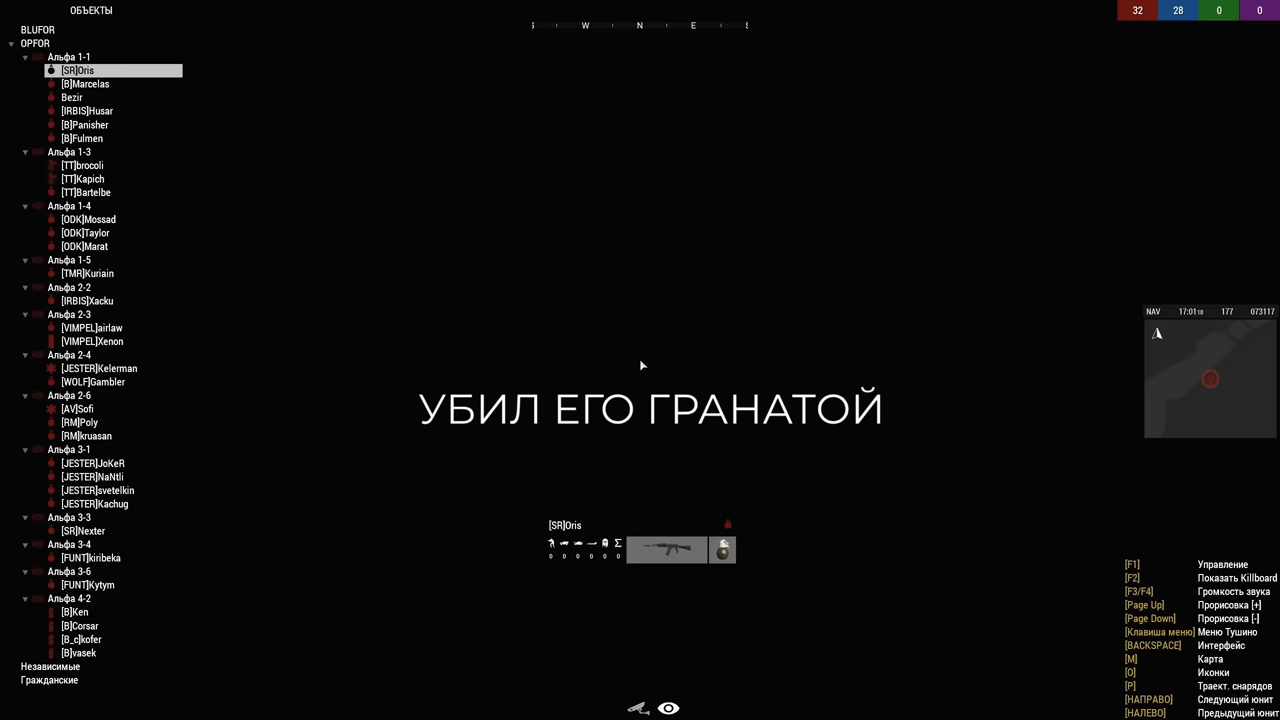 ОБЪЕКТЫ
BLUFOR
OPFOR
Альфа 1-1
[SR]Oris
[B]Marcelas
Bezir
[IRBIS]Husar
[B]Panisher
[B]Fulmen
Альфа 1-3
[TT]brocoli
[TT]Kapich
[TT]Bartelbe
Альфа 1-4
[ODK]Mossad
[ODK]Taylor
[ODK]Marat
Альфа 1-5
[TMR]Kuriain
Альфа 2-2
[IRBIS]Xacku
Альфа 2-3
[VIMPEL]airlaw
[VIMPEL]Xenon
Альфа 2-4
[JESTER]Kelerman
[WOLF]Gambler
Альфа 2-6
[AV]Sofi
[RM]Poly
[RM]kruasan
Альфа 3-1
[JESTER]JoKeR
[JESTER]NaNtli
[JESTER]svetelkin
[JESTER]Kachug
Альфа 3-3
[SR]Nexter
Альфа 3-4
[FUNT]kiribeka
Альфа 3-6
[FUNT]Kytym
Альфа 4-2
[B]Ken
[B]Corsar
[B_c]kofer
[B]vasek
Независимые
Гражданские
W N E
32 28 0 0
NAV 17:01:10 177 073117
УБИЛ ЕГО ГРАНАТОЙ
[SR]Oris
0 0 0 0 0 0
[F1] Управление
[F2] Показать Killboard
[F3/F4] Громкость звука
[Page Up] Прорисовка [+]
[Page Down] Прорисовка [-]
[Клавиша меню] Меню Тушино
[BACKSPACE] Интерфейс
[M] Карта
[O] Иконки
[P] Траект. снарядов
[НАПРАВО] Следующий юнит
[НАЛЕВО] Предыдущий юнит